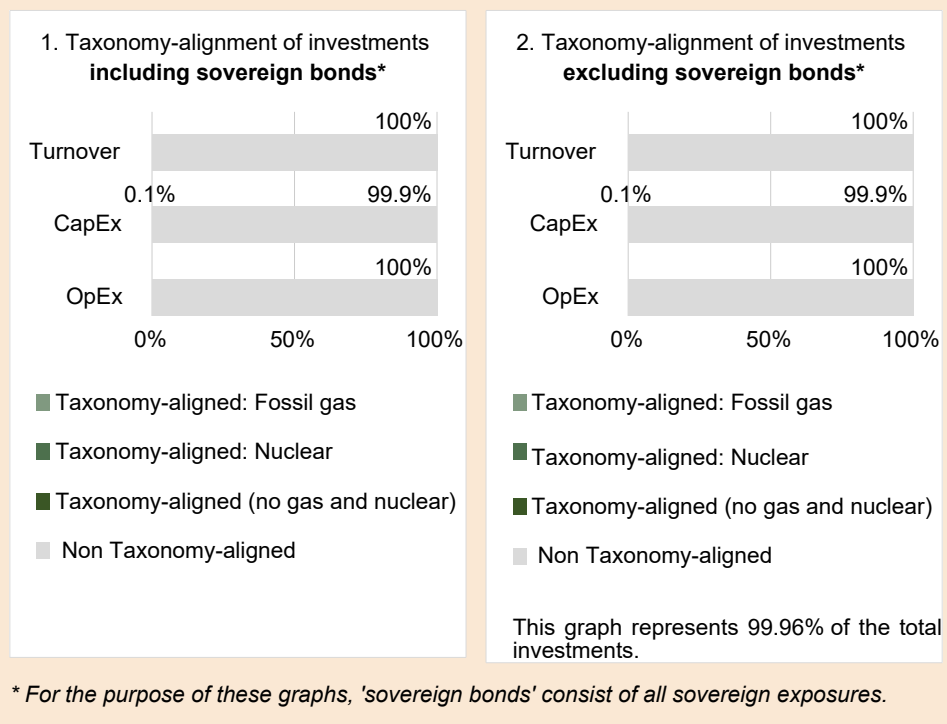 1. Taxonomy-alignment of investments
including sovereign bonds*
100%
Turnover
0.1% 99.9%
CapEx
100%
OpEx
0% 50% 100%
Taxonomy-aligned: Fossil gas
Taxonomy-aligned: Nuclear
Taxonomy-aligned (no gas and nuclear)
Non Taxonomy-aligned
2. Taxonomy-alignment of investments
excluding sovereign bonds*
100%
Turnover
0.1% 99.9%
CapEx
100%
OpEx
0% 50% 100%
Taxonomy-aligned: Fossil gas
Taxonomy-aligned: Nuclear
Taxonomy-aligned (no gas and nuclear)
Non Taxonomy-aligned
This graph represents 99.96% of the total
investments.
* For the purpose of these graphs, 'sovereign bonds' consist of all sovereign exposures.